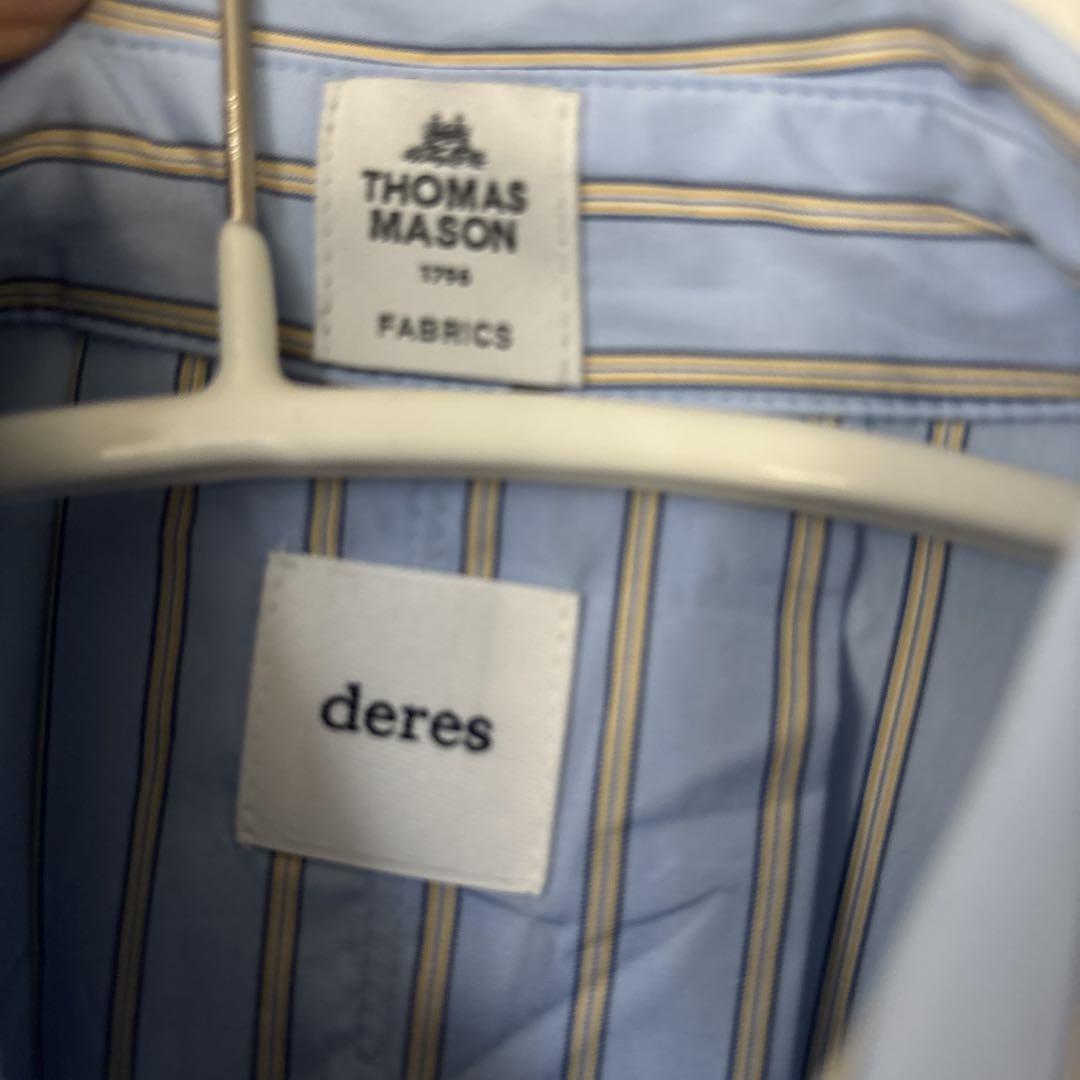 THOMAS
MASON
1796
FABRICS
deres